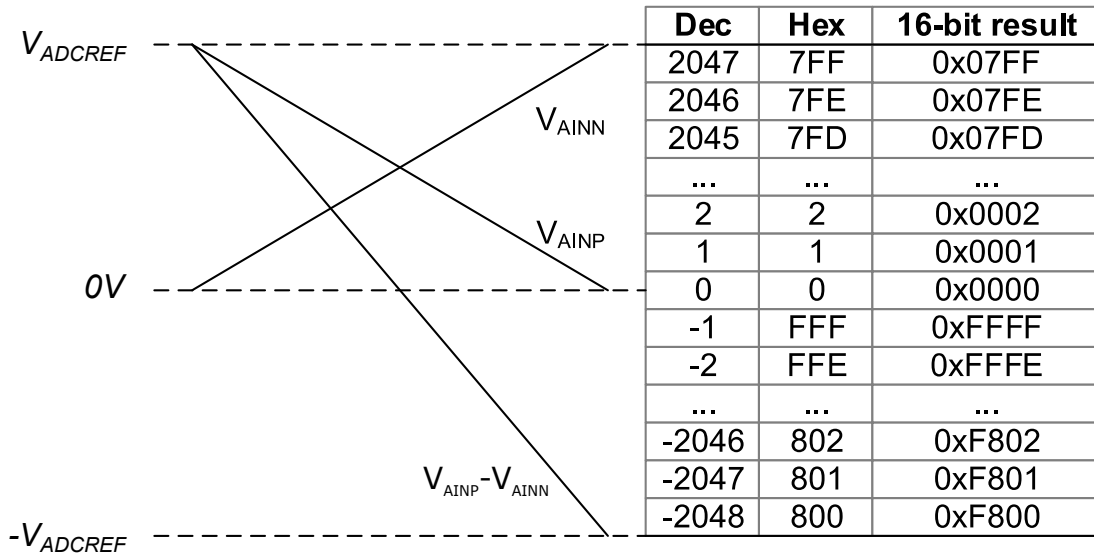 Dec Hex 16-bit result
V_ADCREF
2047 7FF 0x07FF
2046 7FE 0x07FE
V_AINN
2045 7FD 0x07FD
... ... ...
2 2 0x0002
V_AINP
1 1 0x0001
0V
0 0 0x0000
-1 FFF 0xFFFF
-2 FFE 0xFFFE
... ... ...
-2046 802 0xF802
V_AINP-V_AINN
-2047 801 0xF801
-2048 800 0xF800
-V_ADCREF